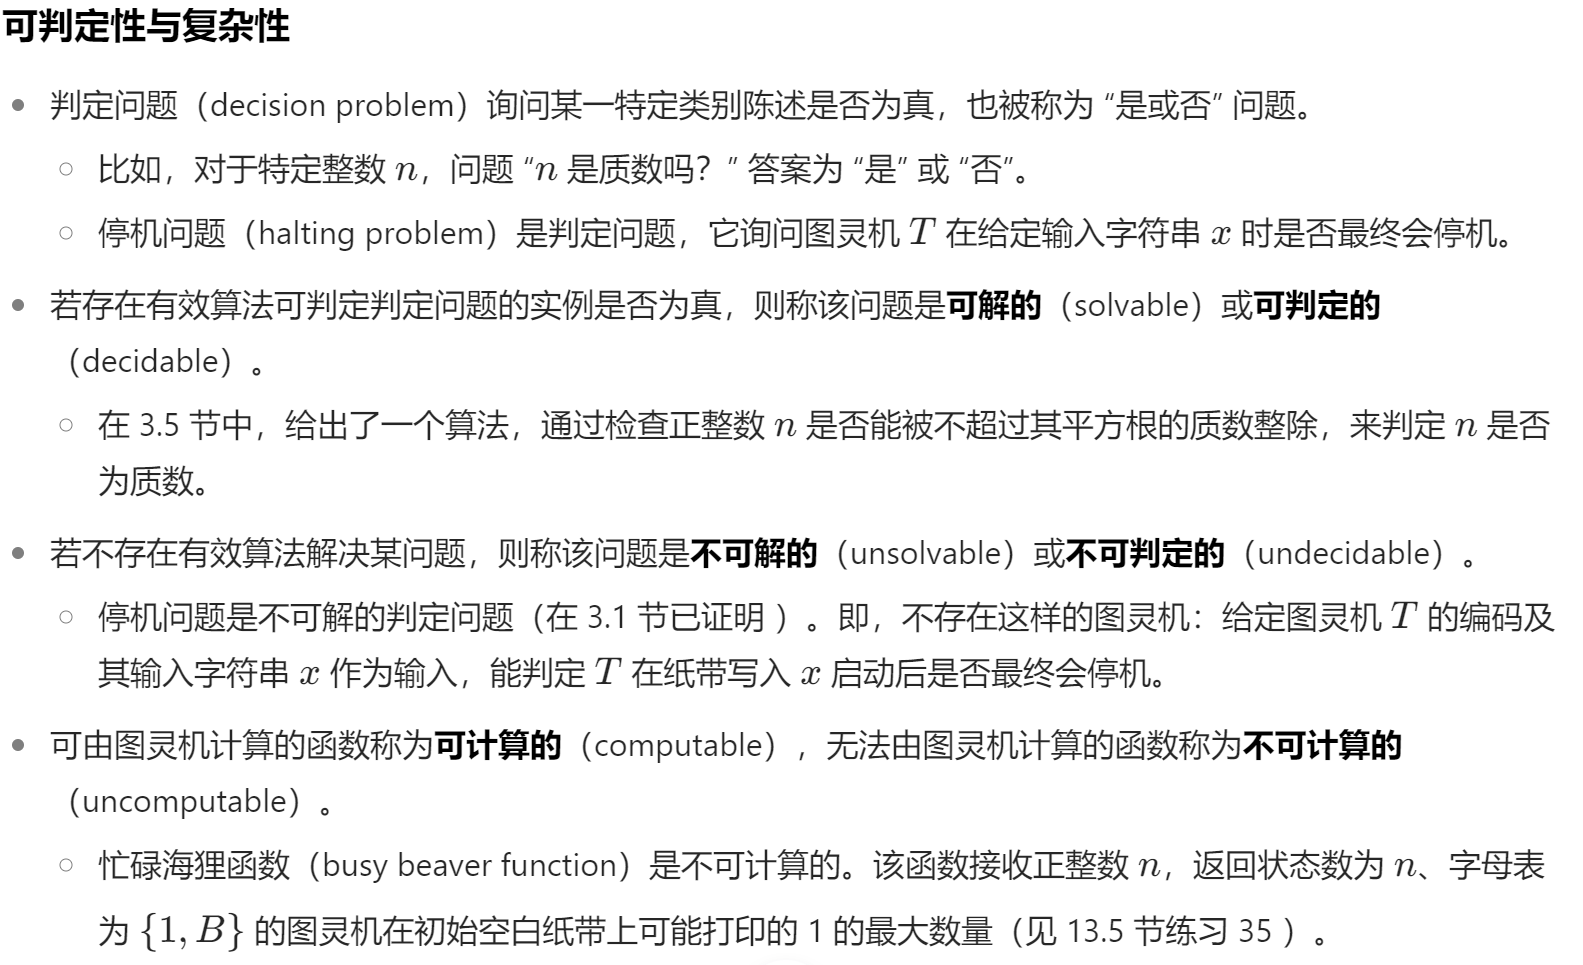 可判定性与复杂性
• 判定问题（decision problem）询问某一特定类别陈述是否为真，也被称为 “是或否” 问题。
○ 比如，对于特定整数 n，问题 “n 是质数吗？” 答案为 “是” 或 “否”。
○ 停机问题（halting problem）是判定问题，它询问图灵机 T 在给定输入字符串 x 时是否最终会停机。
• 若存在有效算法可判定判定问题的实例是否为真，则称该问题是可解的（solvable）或可判定的
（decidable）。
○ 在 3.5 节中，给出了一个算法，通过检查正整数 n 是否能被不超过其平方根的质数整除，来判定 n 是否
为质数。
• 若不存在有效算法解决某问题，则称该问题是不可解的（unsolvable）或不可判定的（undecidable）。
○ 停机问题是不可解的判定问题（在 3.1 节已证明 ）。即，不存在这样的图灵机：给定图灵机 T 的编码及
其输入字符串 x 作为输入，能判定 T 在纸带写入 x 启动后是否最终会停机。
• 可由图灵机计算的函数称为可计算的（computable），无法由图灵机计算的函数称为不可计算的
（uncomputable）。
○ 忙碌海狸函数（busy beaver function）是不可计算的。该函数接收正整数 n，返回状态数为 n、字母表
为 {1, B} 的图灵机在初始空白纸带上可能打印的 1 的最大数量（见 13.5 节练习 35 ）。